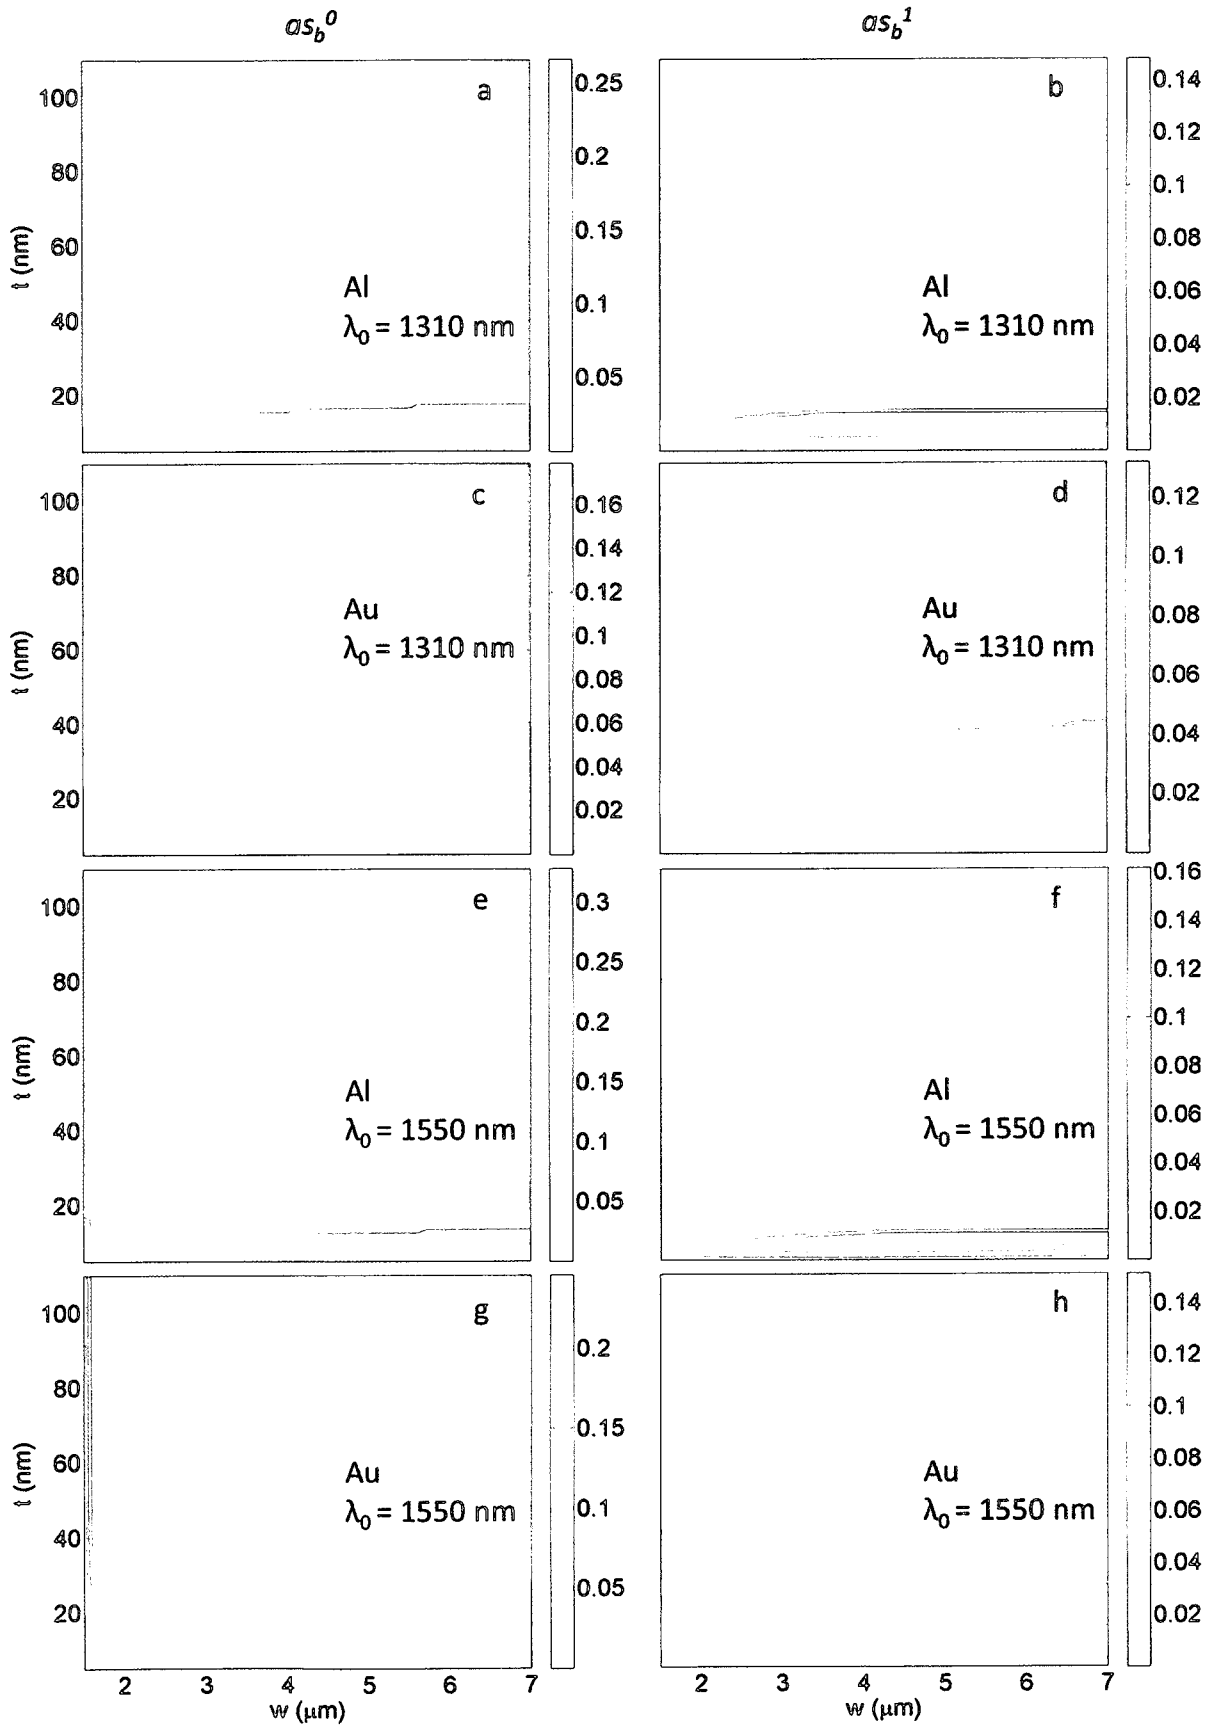 as_b^0
as_b^1
a
t (nm)
100
80
60
40
20
Al
λ0 = 1310 nm
0.25
0.2
0.15
0.1
0.05
b
Al
λ0 = 1310 nm
0.14
0.12
0.1
0.08
0.06
0.04
0.02
c
t (nm)
100
80
60
40
20
Au
λ0 = 1310 nm
0.16
0.14
0.12
0.1
0.08
0.06
0.04
0.02
d
Au
λ0 = 1310 nm
0.12
0.1
0.08
0.06
0.04
0.02
e
t (nm)
100
80
60
40
20
Al
λ0 = 1550 nm
0.3
0.25
0.2
0.15
0.1
0.05
f
Al
λ0 = 1550 nm
0.16
0.14
0.12
0.1
0.08
0.06
0.04
0.02
g
t (nm)
100
80
60
40
20
Au
λ0 = 1550 nm
0.2
0.15
0.1
0.05
2 3 4 5 6 7
w (μm)
h
Au
λ0 = 1550 nm
0.14
0.12
0.1
0.08
0.06
0.04
0.02
2 3 4 5 6 7
w (μm)